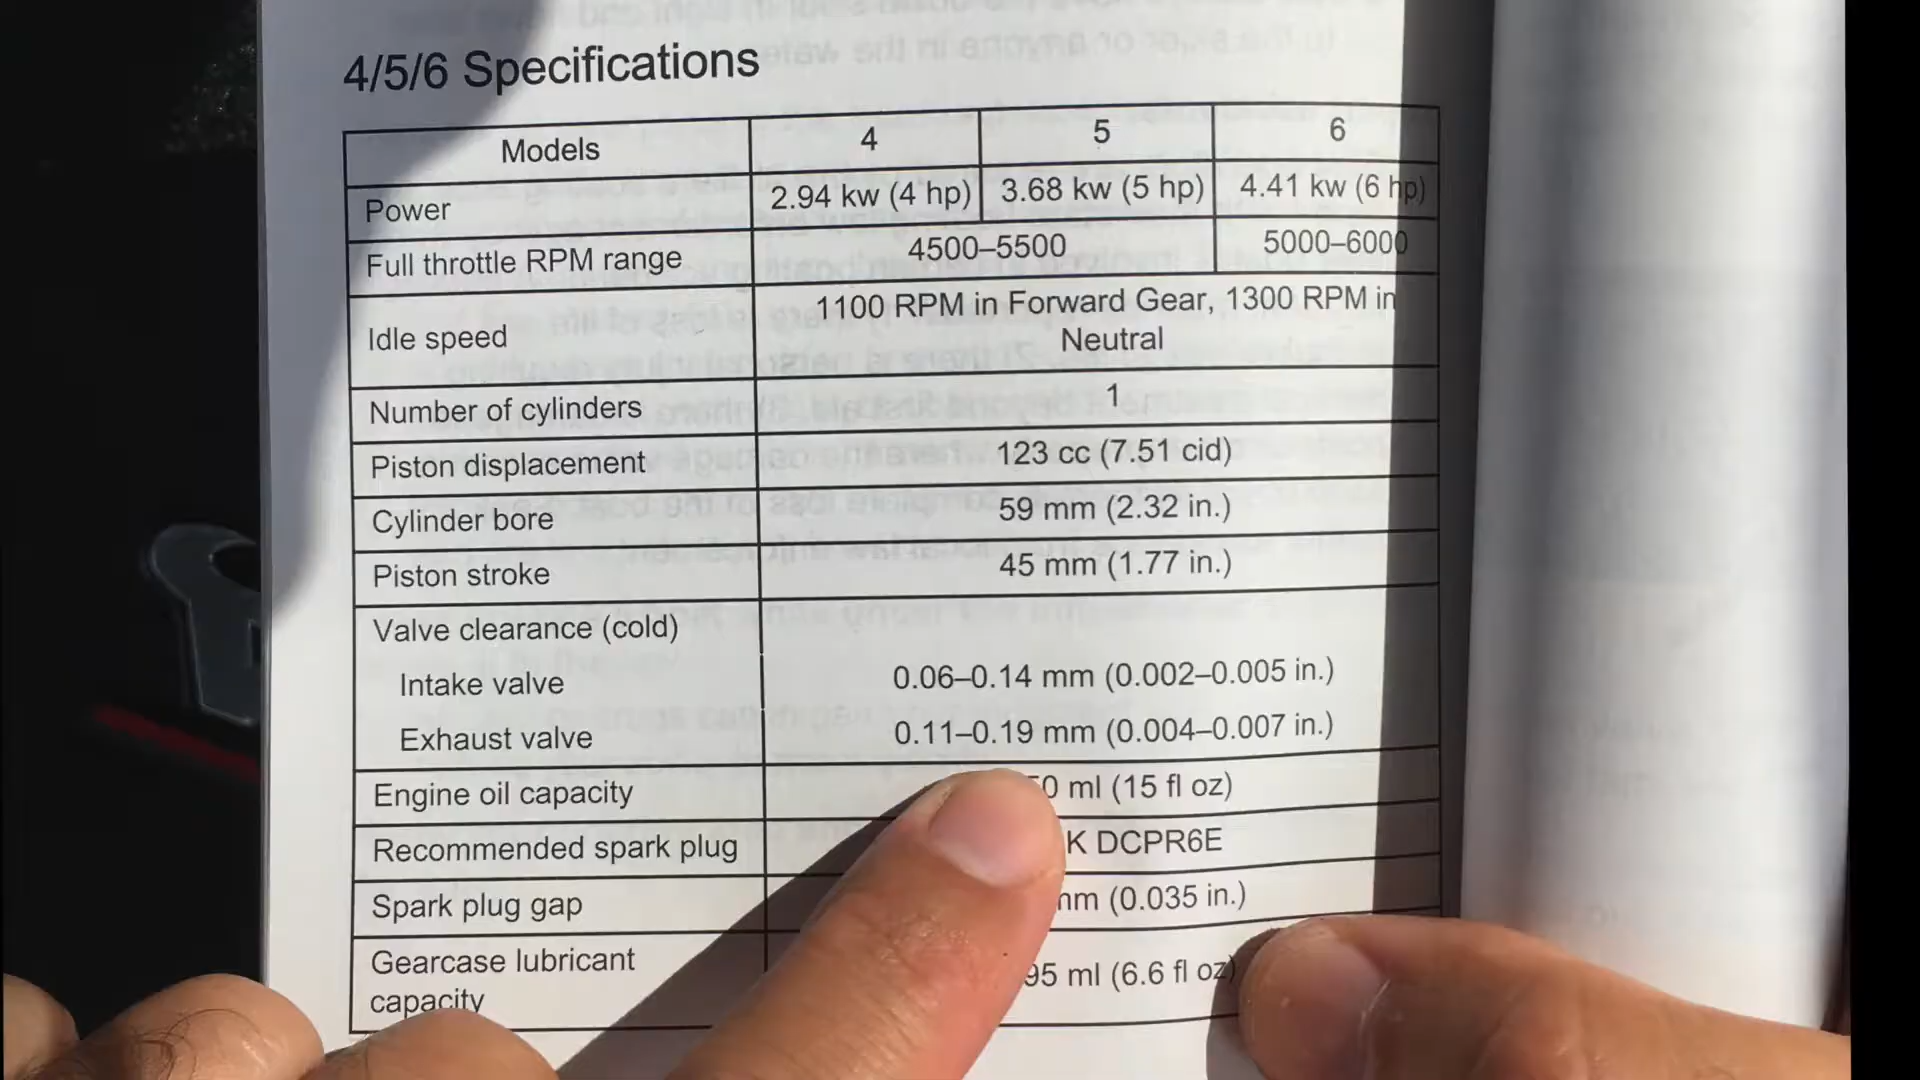 4/5/6 Specifications
Models 4 5 6
Power 2.94 kw (4 hp) 3.68 kw (5 hp) 4.41 kw (6 hp)
Full throttle RPM range 4500–5500 5000–6000
Idle speed 1100 RPM in Forward Gear, 1300 RPM in
Neutral
Number of cylinders 1
Piston displacement 123 cc (7.51 cid)
Cylinder bore 59 mm (2.32 in.)
Piston stroke 45 mm (1.77 in.)
Valve clearance (cold)
Intake valve 0.06–0.14 mm (0.002–0.005 in.)
Exhaust valve 0.11–0.19 mm (0.004–0.007 in.)
Engine oil capacity 0 ml (15 fl oz)
Recommended spark plug K DCPR6E
Spark plug gap mm (0.035 in.)
Gearcase lubricant
capacity 95 ml (6.6 fl oz)